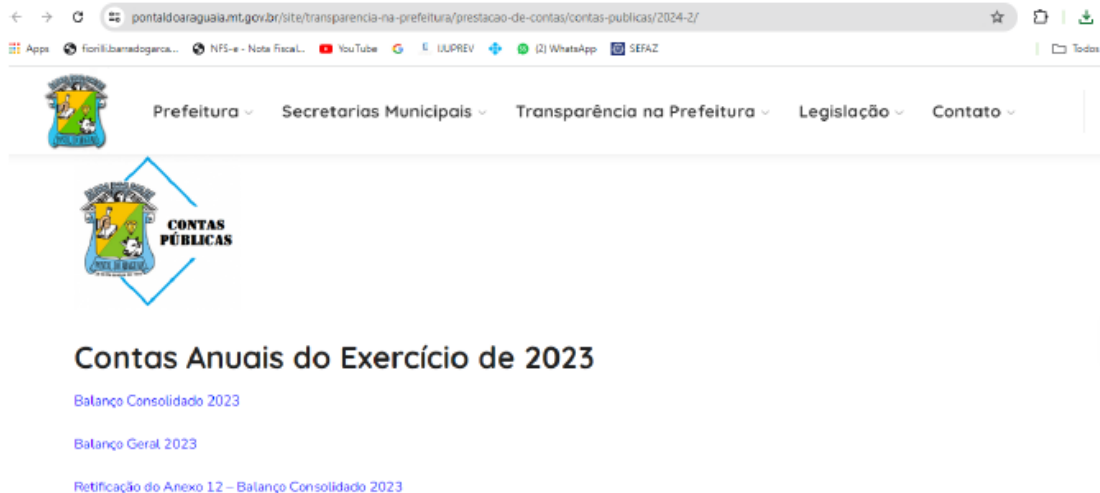 pontaldoaraguaia.mt.gov.br/site/transparencia-na-prefeitura/prestacao-de-contas/contas-publicas/2024-2/
Apps fiorilli.barradogarca... NFS-e - Nota Fiscal... YouTube IJUPREV (2) WhatsApp SEFAZ Todos
Prefeitura Secretarias Municipais Transparência na Prefeitura Legislação Contato
CONTAS
PÚBLICAS
Contas Anuais do Exercício de 2023
Balanço Consolidado 2023
Balanço Geral 2023
Retificação do Anexo 12 – Balanço Consolidado 2023